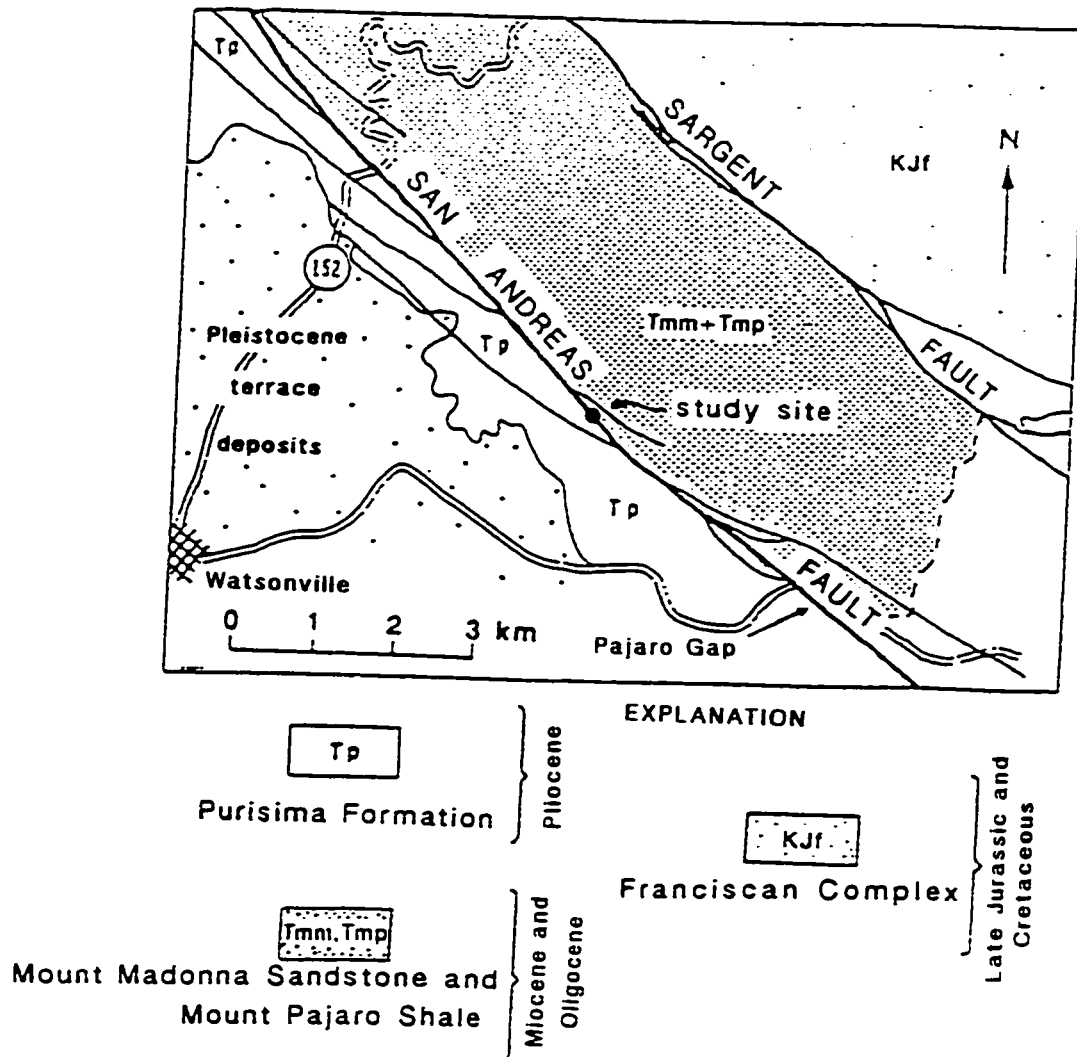 Tp
SARGENT
KJf
N
SAN
152
ANDREAS
Tmm+Tmp
Pleistocene
Tp
FAULT
terrace
study site
deposits
Tp
FAULT
Watsonville
0 1 2 3 km
Pajaro Gap
EXPLANATION
Tp
Purisima Formation
Pliocene
KJf
Franciscan Complex
Late Jurassic and
Cretaceous
Tmm, Tmp
Mount Madonna Sandstone and
Mount Pajaro Shale
Miocene and
Oligocene